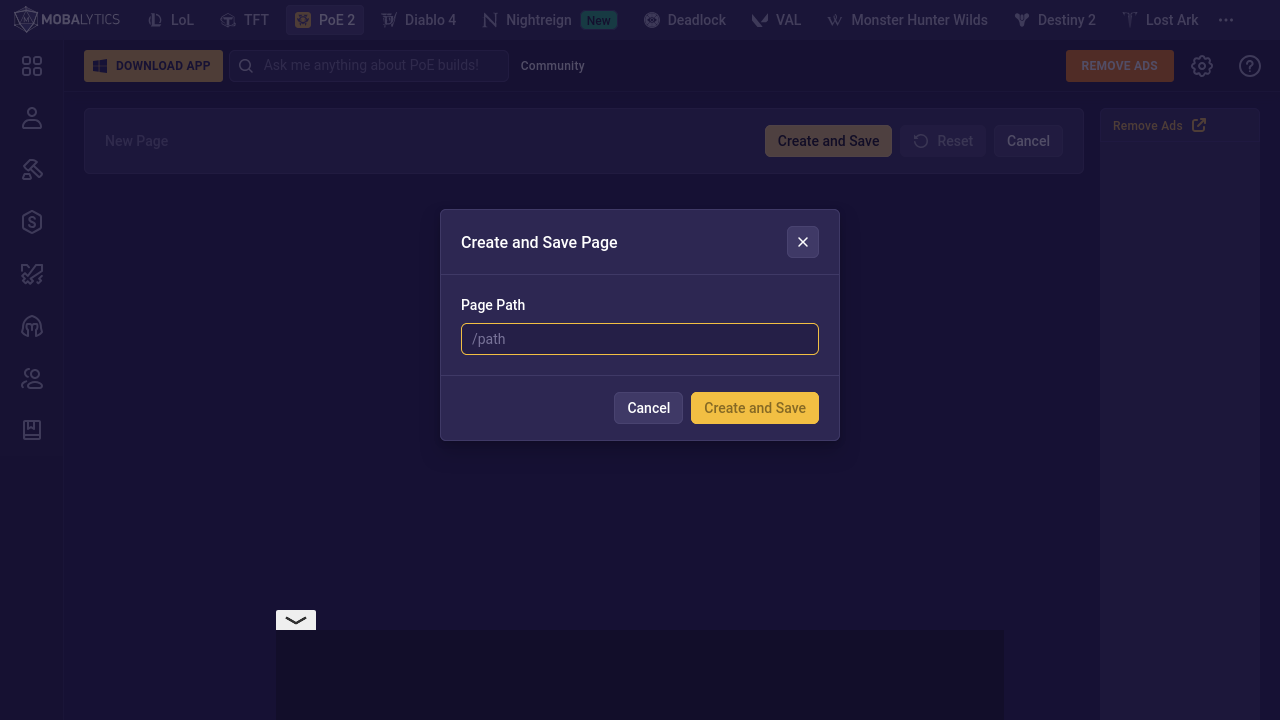 MOBALYTICS LoL TFT PoE 2 Diablo 4 Nightreign New Deadlock VAL Monster Hunter Wilds Destiny 2 Lost Ark
DOWNLOAD APP Ask me anything about PoE builds! Community REMOVE ADS
New Page Create and Save Reset Cancel
Remove Ads
Create and Save Page
Page Path
/path
Cancel Create and Save